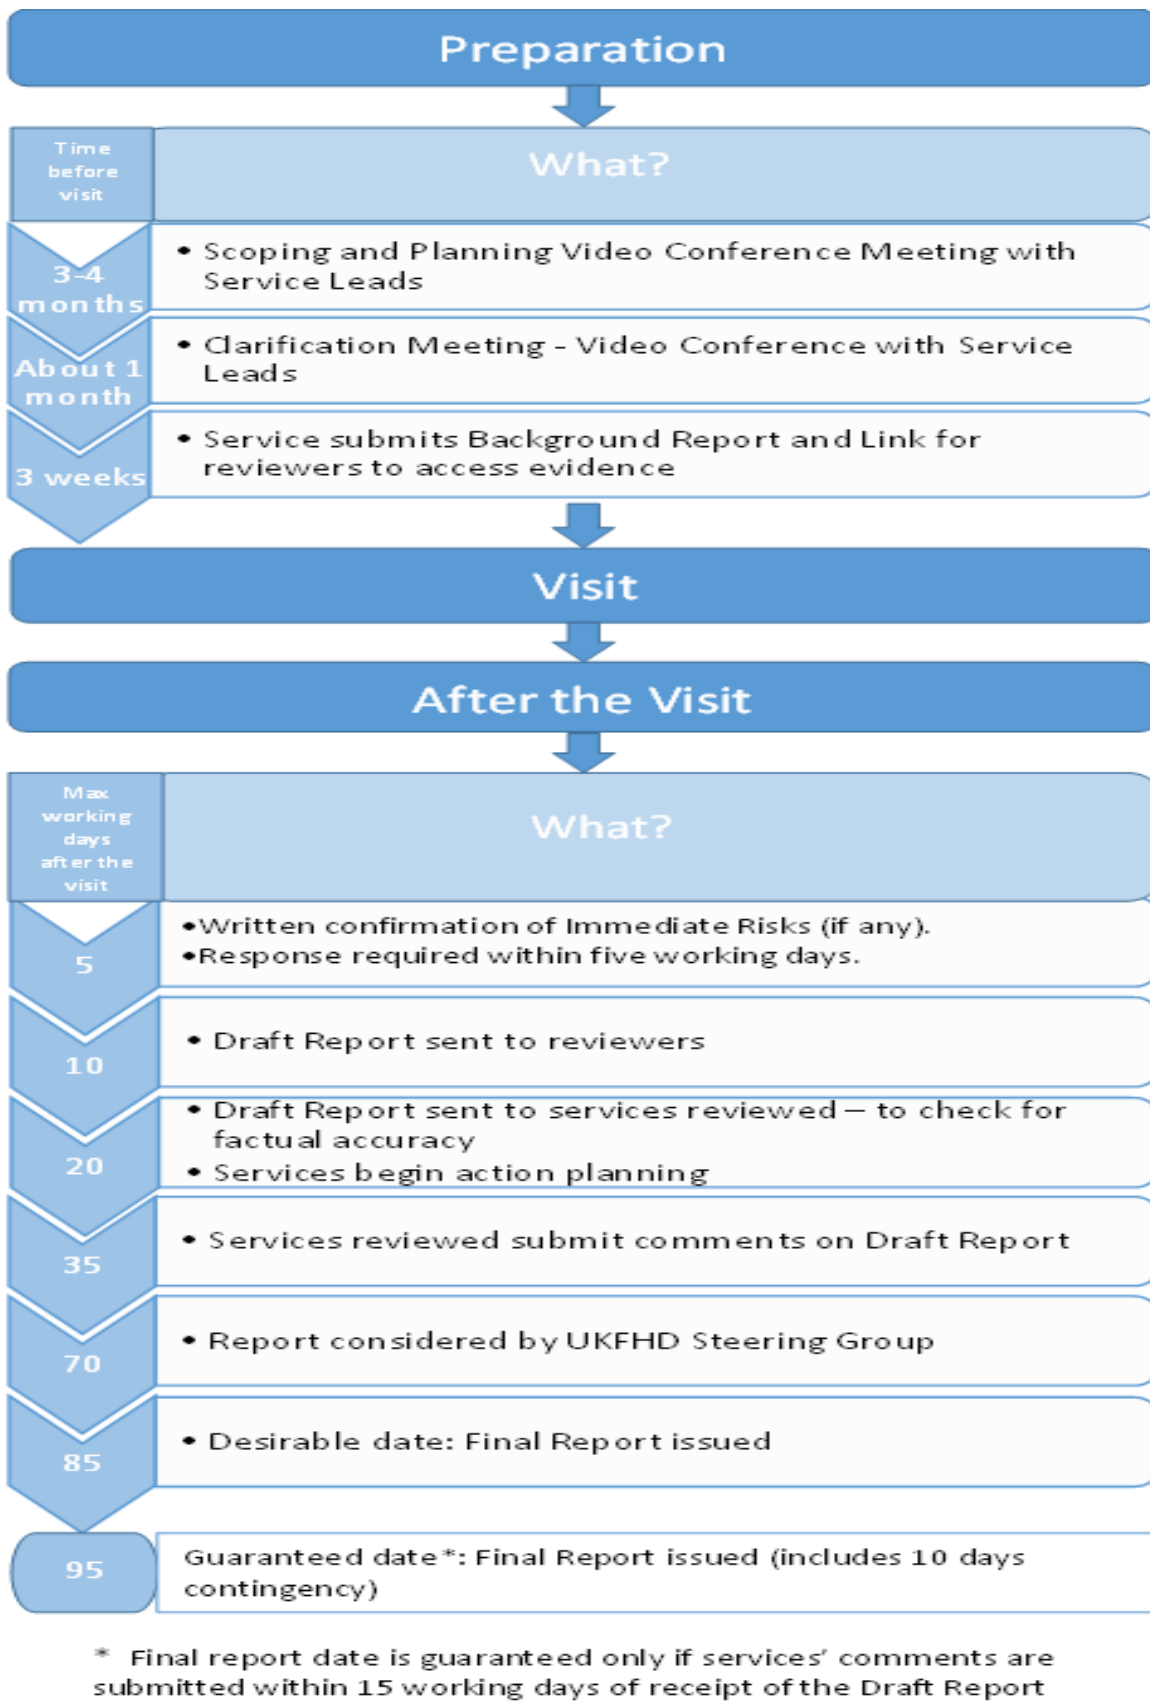 Preparation
Time
before
visit
What?
3-4
months
• Scoping and Planning Video Conference Meeting with
Service Leads
About 1
month
• Clarification Meeting - Video Conference with Service
Leads
3 weeks
• Service submits Background Report and Link for
reviewers to access evidence
Visit
After the Visit
Max
working
days
after the
visit
What?
5
•Written confirmation of Immediate Risks (if any).
•Response required within five working days.
10
• Draft Report sent to reviewers
20
• Draft Report sent to services reviewed – to check for
factual accuracy
• Services begin action planning
35
• Services reviewed submit comments on Draft Report
70
• Report considered by UKFHD Steering Group
85
• Desirable date: Final Report issued
95
Guaranteed date*: Final Report issued (includes 10 days
contingency)
* Final report date is guaranteed only if services’ comments are
submitted within 15 working days of receipt of the Draft Report